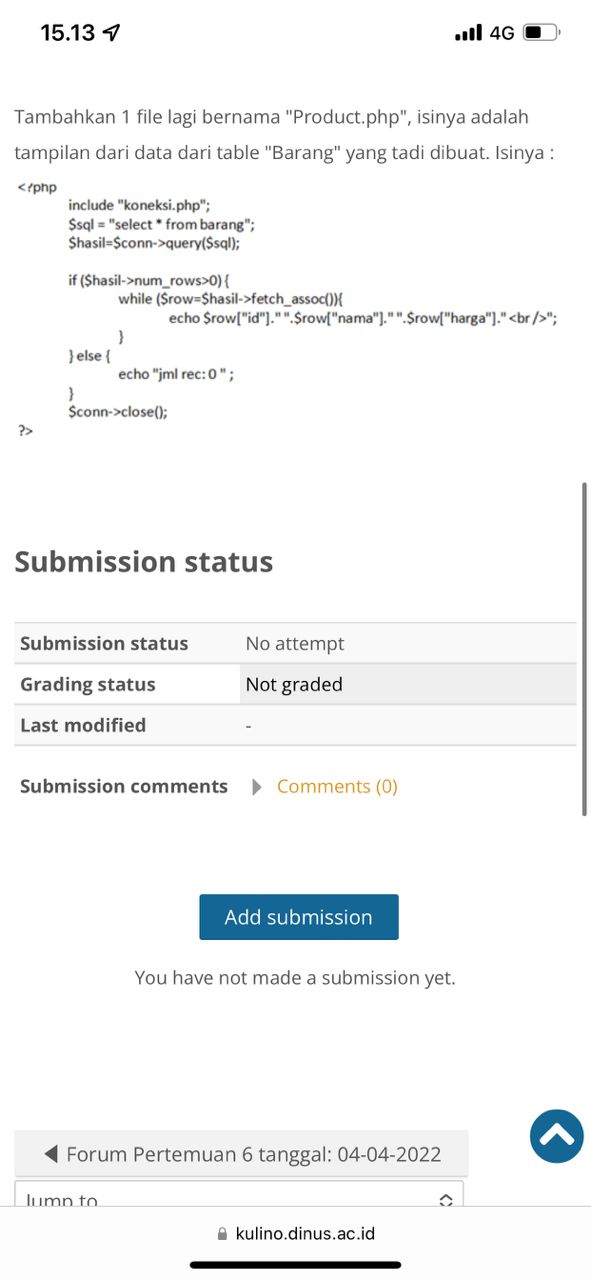 15.13
4G
Tambahkan 1 file lagi bernama "Product.php", isinya adalah
tampilan dari data dari table "Barang" yang tadi dibuat. Isinya :
<?php
include "koneksi.php";
$sql = "select * from barang";
$hasil=$conn->query($sql);
if ($hasil->num_rows>0) {
while ($row=$hasil->fetch_assoc()){
echo $row["id"]." ".$row["nama"]." ".$row["harga"]."<br/>";
}
} else {
echo "jml rec: 0 " ;
}
$conn->close();
?>
Submission status
Submission status No attempt
Grading status Not graded
Last modified -
Submission comments Comments (0)
Add submission
You have not made a submission yet.
Forum Pertemuan 6 tanggal: 04-04-2022
Jump to
kulino.dinus.ac.id